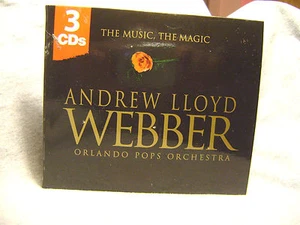 3
CDs
THE MUSIC, THE MAGIC
ANDREW LLOYD
WEBBER
ORLANDO POPS ORCHESTRA